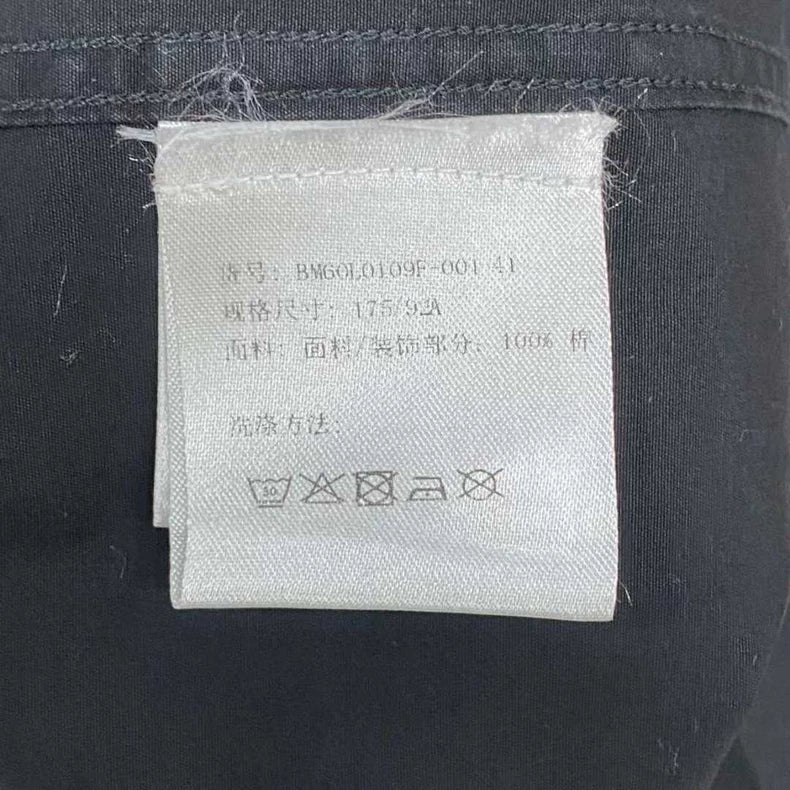 货号: BM60L0109F-001 41
规格尺寸: 175/92A
面料: 面料/装饰部分: 100% 棉
洗涤方法:
30